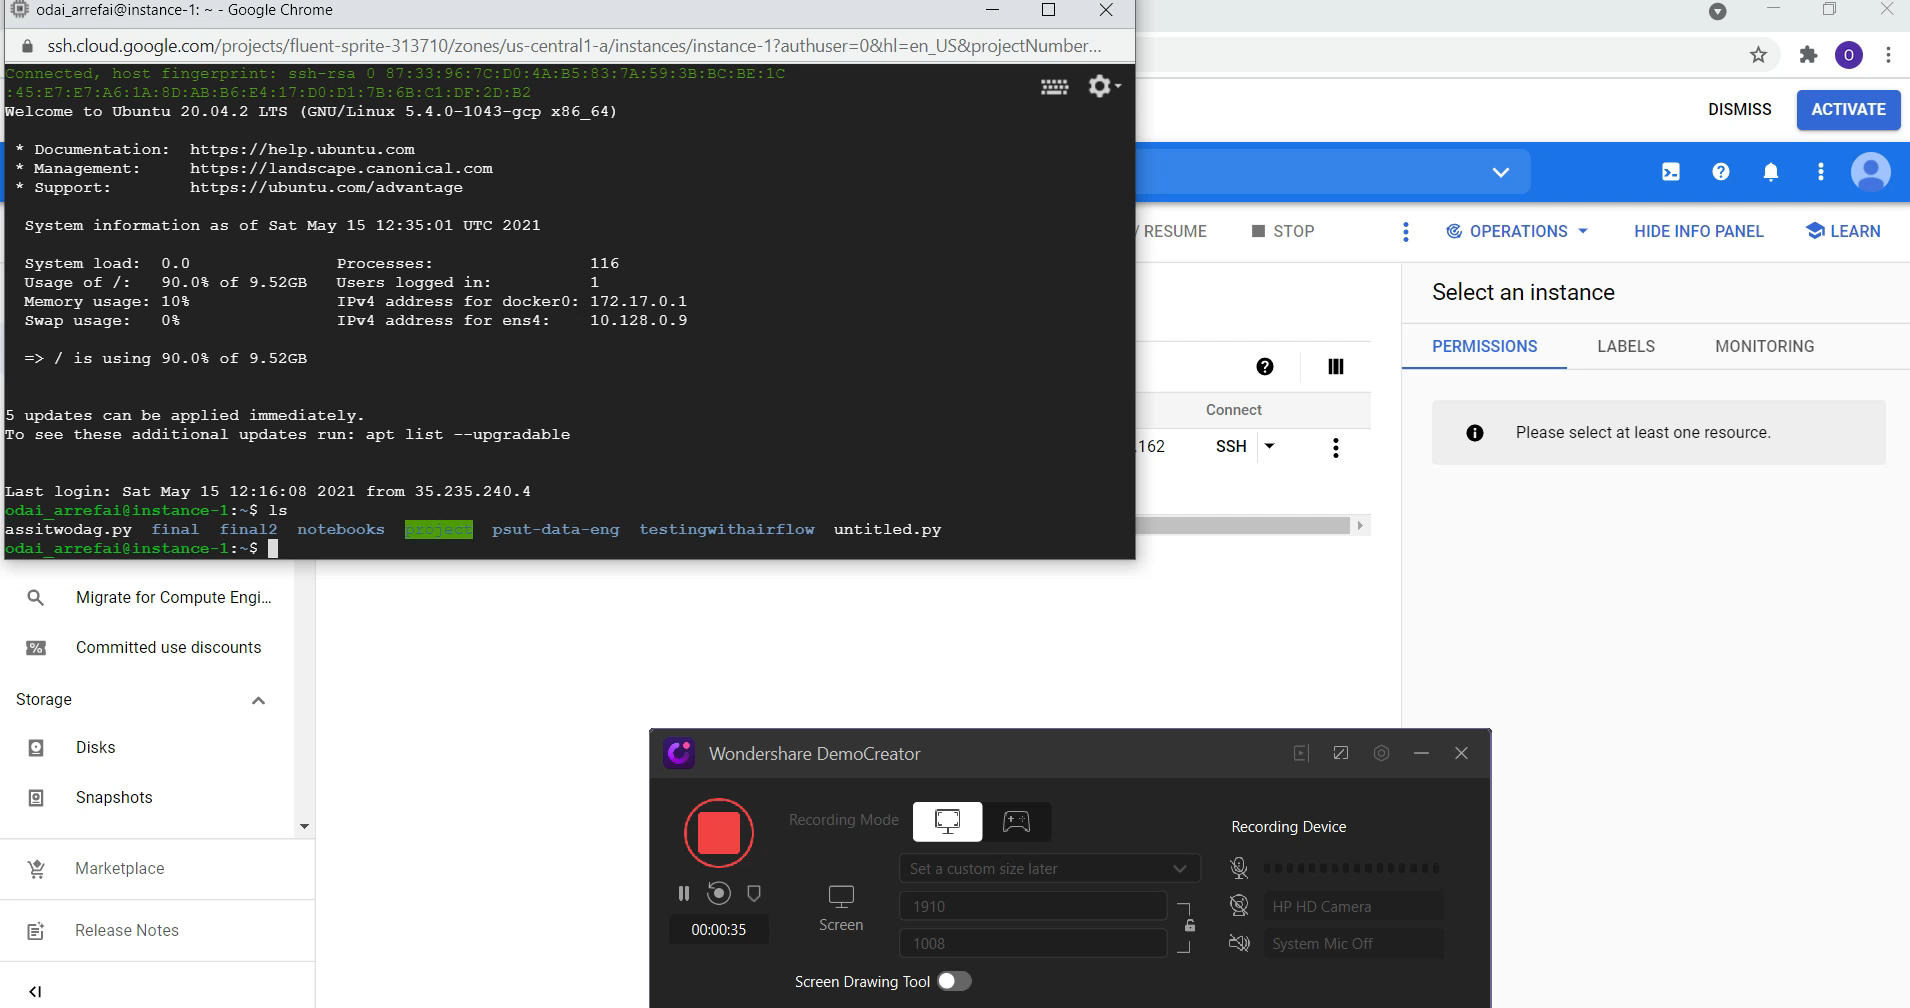 odai_arrefai@instance-1: ~ - Google Chrome
ssh.cloud.google.com/projects/fluent-sprite-313710/zones/us-central1-a/instances/instance-1?authuser=0&hl=en_US&projectNumber...
Connected, host fingerprint: ssh-rsa 0 87:33:96:7C:D0:4A:B5:83:7A:59:3B:BC:BE:1C
:45:E7:E7:A6:1A:8D:AB:B6:E4:17:D0:D1:7B:6B:C1:DF:2D:B2
Welcome to Ubuntu 20.04.2 LTS (GNU/Linux 5.4.0-1043-gcp x86_64)
* Documentation: https://help.ubuntu.com
* Management: https://landscape.canonical.com
* Support: https://ubuntu.com/advantage
System information as of Sat May 15 12:35:01 UTC 2021
System load: 0.0 Processes: 116
Usage of /: 90.0% of 9.52GB Users logged in: 1
Memory usage: 10% IPv4 address for docker0: 172.17.0.1
Swap usage: 0% IPv4 address for ens4: 10.128.0.9
=> / is using 90.0% of 9.52GB
5 updates can be applied immediately.
To see these additional updates run: apt list --upgradable
Last login: Sat May 15 12:16:08 2021 from 35.235.240.4
odai_arrefai@instance-1:~$ ls
assitwodag.py final final2 notebooks project psut-data-eng testingwithairflow untitled.py
odai_arrefai@instance-1:~$
O
DISMISS ACTIVATE
/ RESUME STOP OPERATIONS HIDE INFO PANEL LEARN
Select an instance
PERMISSIONS LABELS MONITORING
Please select at least one resource.
Connect
.162 SSH
Migrate for Compute Engi...
Committed use discounts
Storage
Disks
Snapshots
Marketplace
Release Notes
Wondershare DemoCreator
Recording Mode
Recording Device
Set a custom size later
1910
HP HD Camera
Screen
00:00:35
1008
System Mic Off
Screen Drawing Tool